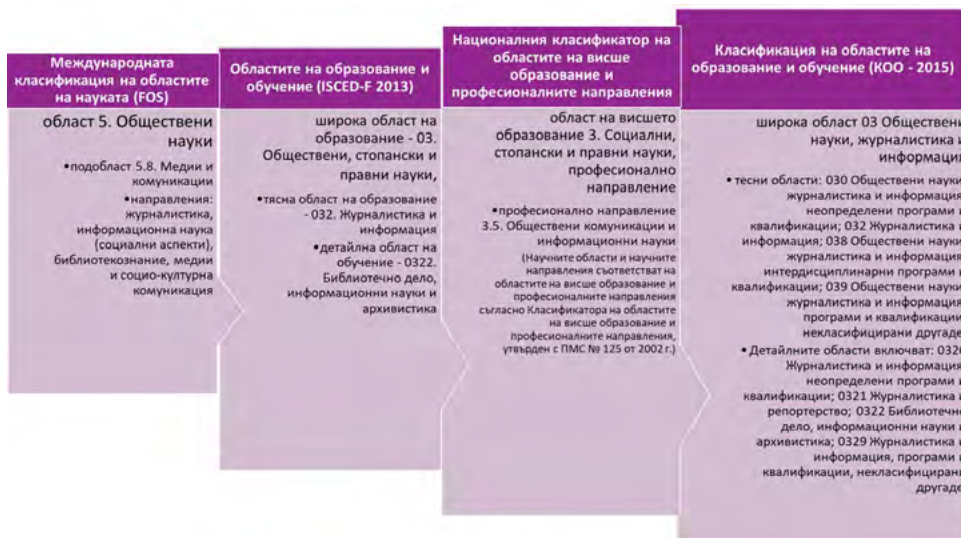 Международната
класификация на областите
на науката (FOS)
област 5. Обществени
науки
•подобласт 5.8. Медии и
комуникации
•направления:
журналистика,
информационна наука
(социални аспекти),
библиотекознание, медии
и социо-културна
комуникация
Областите на образование и
обучение (ISCED-F 2013)
широка област на
образование - 03.
Обществени, стопански и
правни науки,
•тясна област на образование
- 032. Журналистика и
информация
•детайлна област на
обучение - 0322.
Библиотечно дело,
информационни науки и
архивистика
Националния класификатор на
областите на висше
образование и
професионалните направления
област на висшето
образование 3. Социални,
стопански и правни науки,
професионално
направление
•професионално направление
3.5. Обществени комуникации и
информационни науки
(Научните области и научните
направления съответстват на
областите на висше образование и
професионалните направления
съгласно Класификатора на областите
на висше образование и
професионалните направления,
утвърден с ПМС № 125 от 2002 г.)
Класификация на областите на
образование и обучение (КОО - 2015)
широка област 03 Обществени
науки, журналистика и
информация
• тесни области: 030 Обществени науки,
журналистика и информация,
неопределени програми и
квалификации; 032 Журналистика и
информация; 038 Обществени науки,
журналистика и информация,
интердисциплинарни програми и
квалификации; 039 Обществени науки,
журналистика и информация,
програми и квалификации,
некласифицирани другаде
• Детайлните области включват: 0320
Журналистика и информация,
неопределени програми и
квалификации; 0321 Журналистика и
репортерство; 0322 Библиотечно
дело, информационни науки и
архивистика; 0329 Журналистика и
информация, програми и
квалификации, некласифицирани
другаде